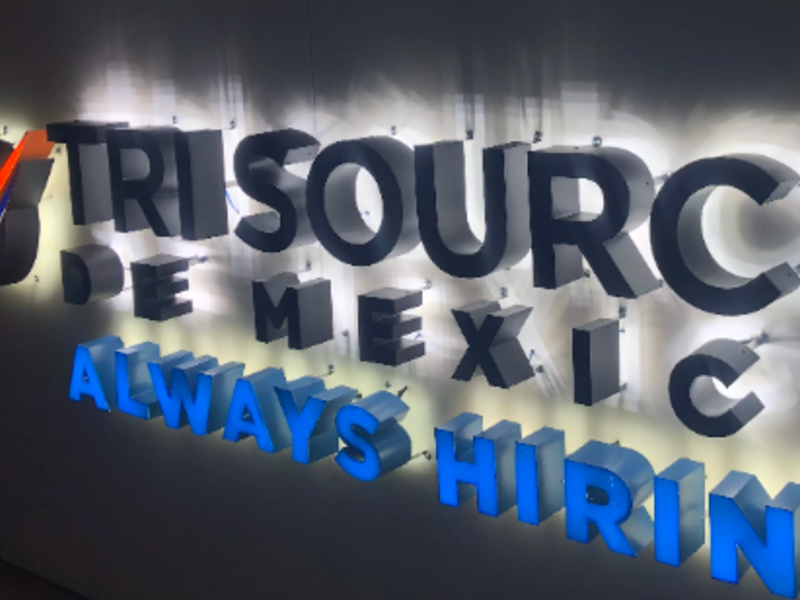 TRISOURC
DE MEXIC
ALWAYS HIRIN